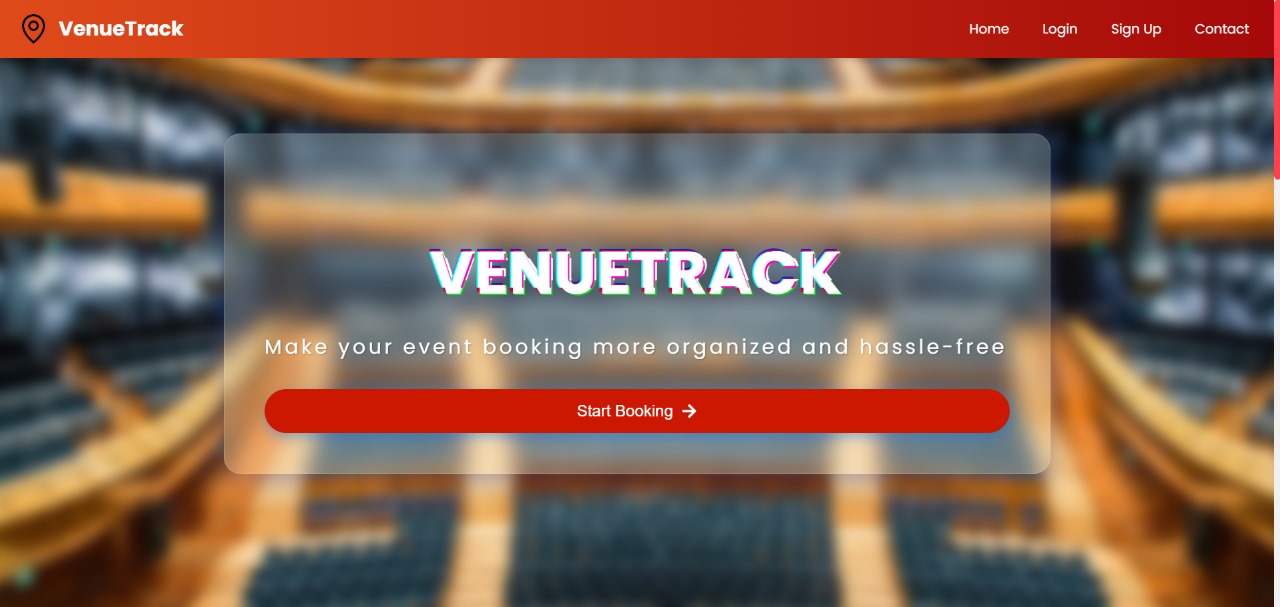 VenueTrack
Home Login Sign Up Contact
VENUETRACK
Make your event booking more organized and hassle-free
Start Booking